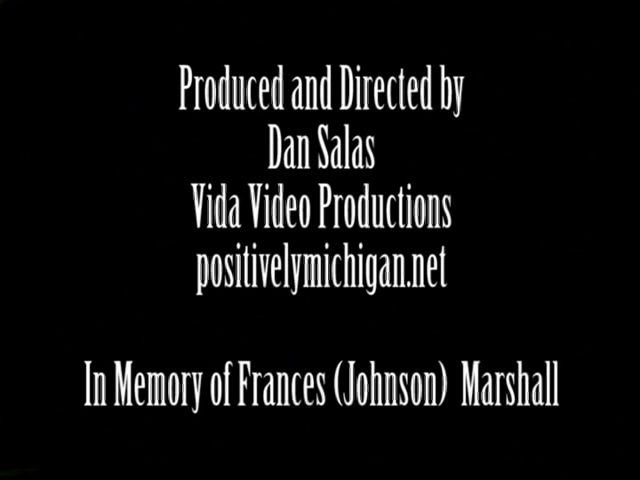 Produced and Directed by
Dan Salas
Vida Video Productions
positivelymichigan.net
In Memory of Frances (Johnson) Marshall